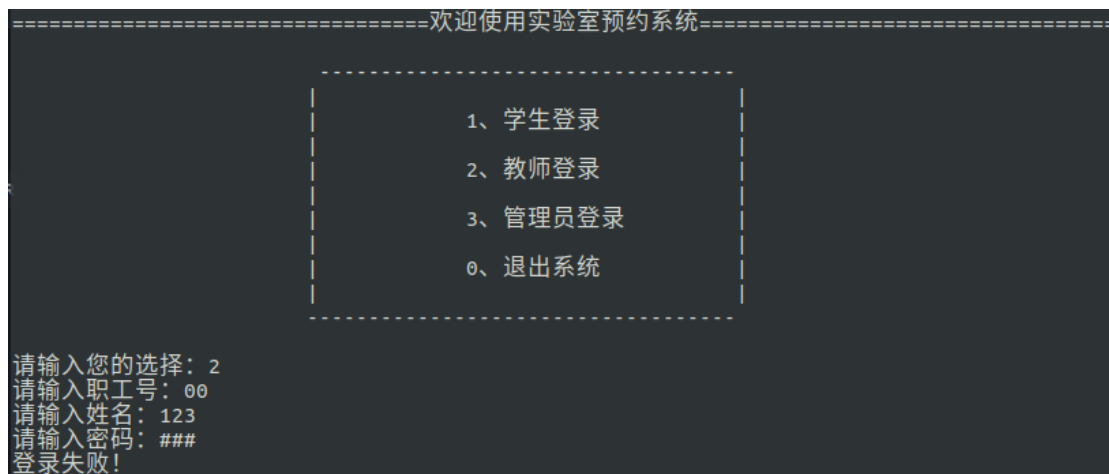 ==================================欢迎使用实验室预约系统==================================
----------------------------------
1、学生登录
2、教师登录
3、管理员登录
0、退出系统
-----------------------------------
请输入您的选择：2
请输入职工号：00
请输入姓名：123
请输入密码：###
登录失败！